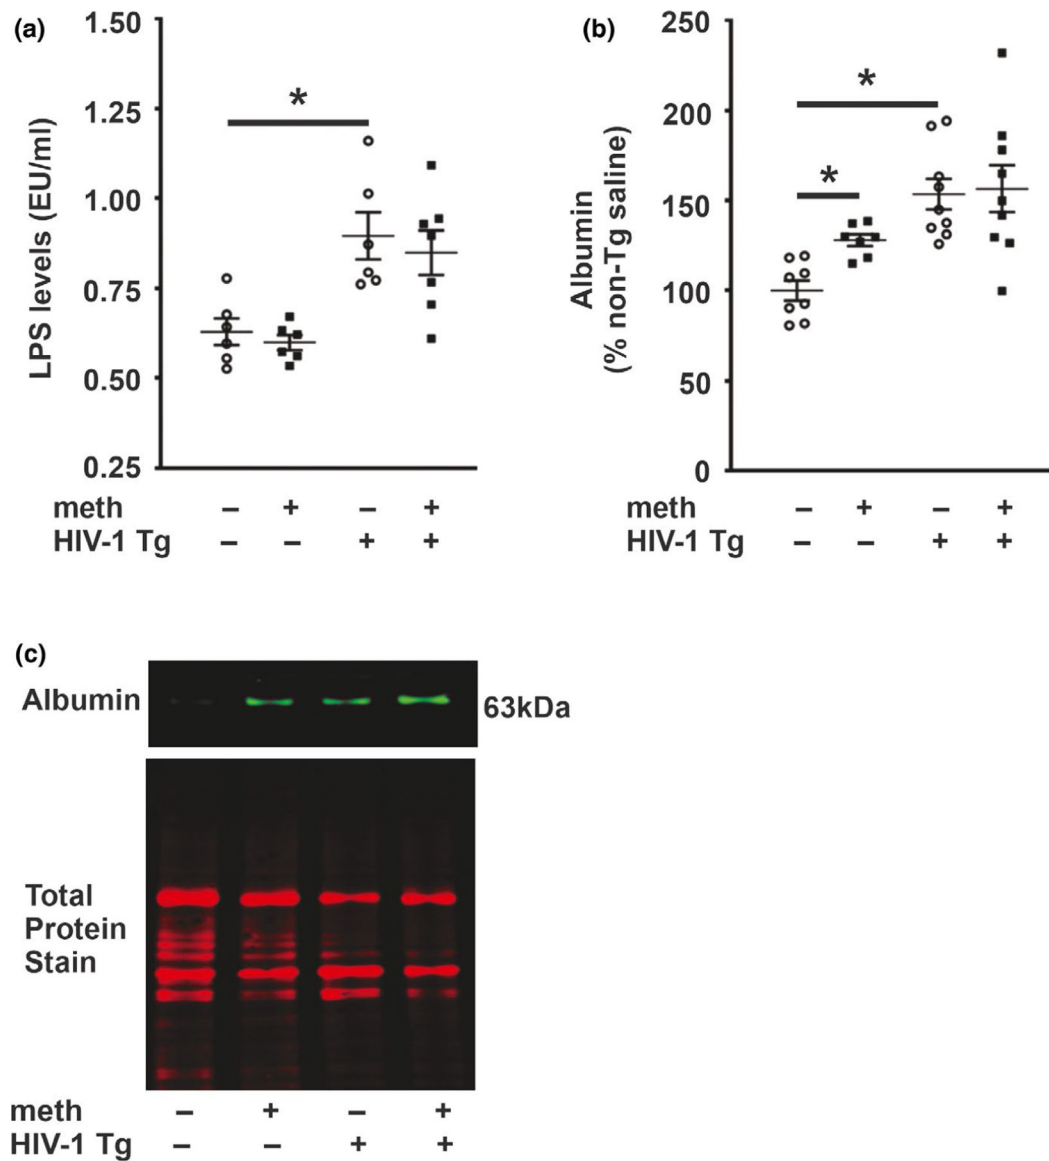 (a)
LPS levels (EU/ml)
1.50
1.25
1.00
0.75
0.50
0.25
*
meth – + – +
HIV-1 Tg – – + +
(b)
Albumin
(% non-Tg saline)
250
200
150
100
50
0
*
*
meth – + – +
HIV-1 Tg – – + +
(c)
Albumin
63kDa
Total
Protein
Stain
meth – + – +
HIV-1 Tg – – + +